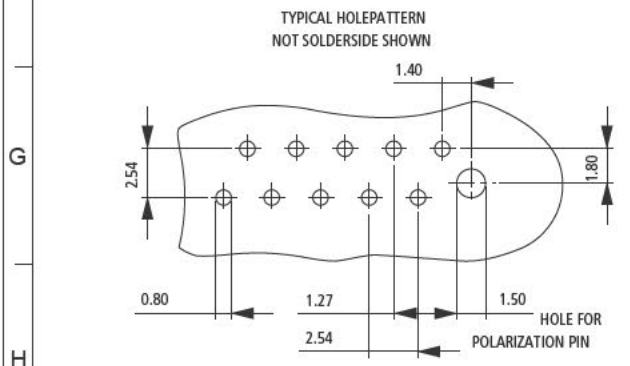 TYPICAL HOLEPATTERN
NOT SOLDERSIDE SHOWN
1.40
G
2.54
1.80
0.80
1.27
1.50
HOLE FOR
POLARIZATION PIN
2.54
H